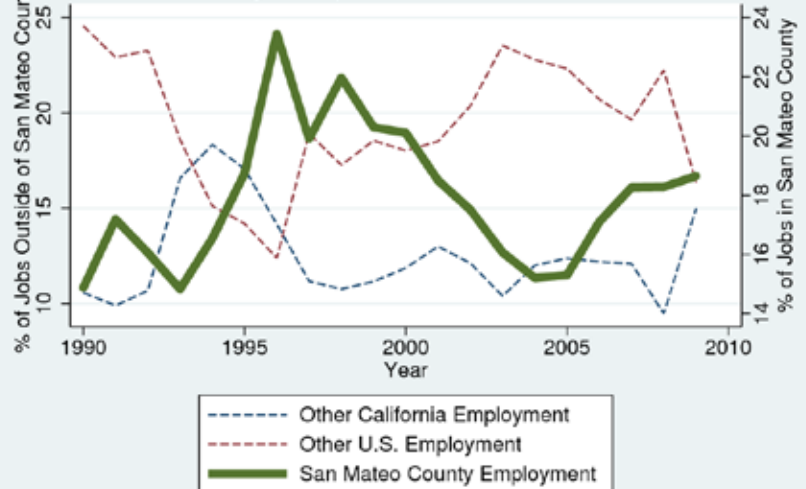 % of Jobs Outside of San Mateo
25
20
15
10
24
22
20
18
16
14
% of Jobs in San Mateo County
1990
1995
2000
2005
2010
Year
Other California Employment
Other U.S. Employment
San Mateo County Employment